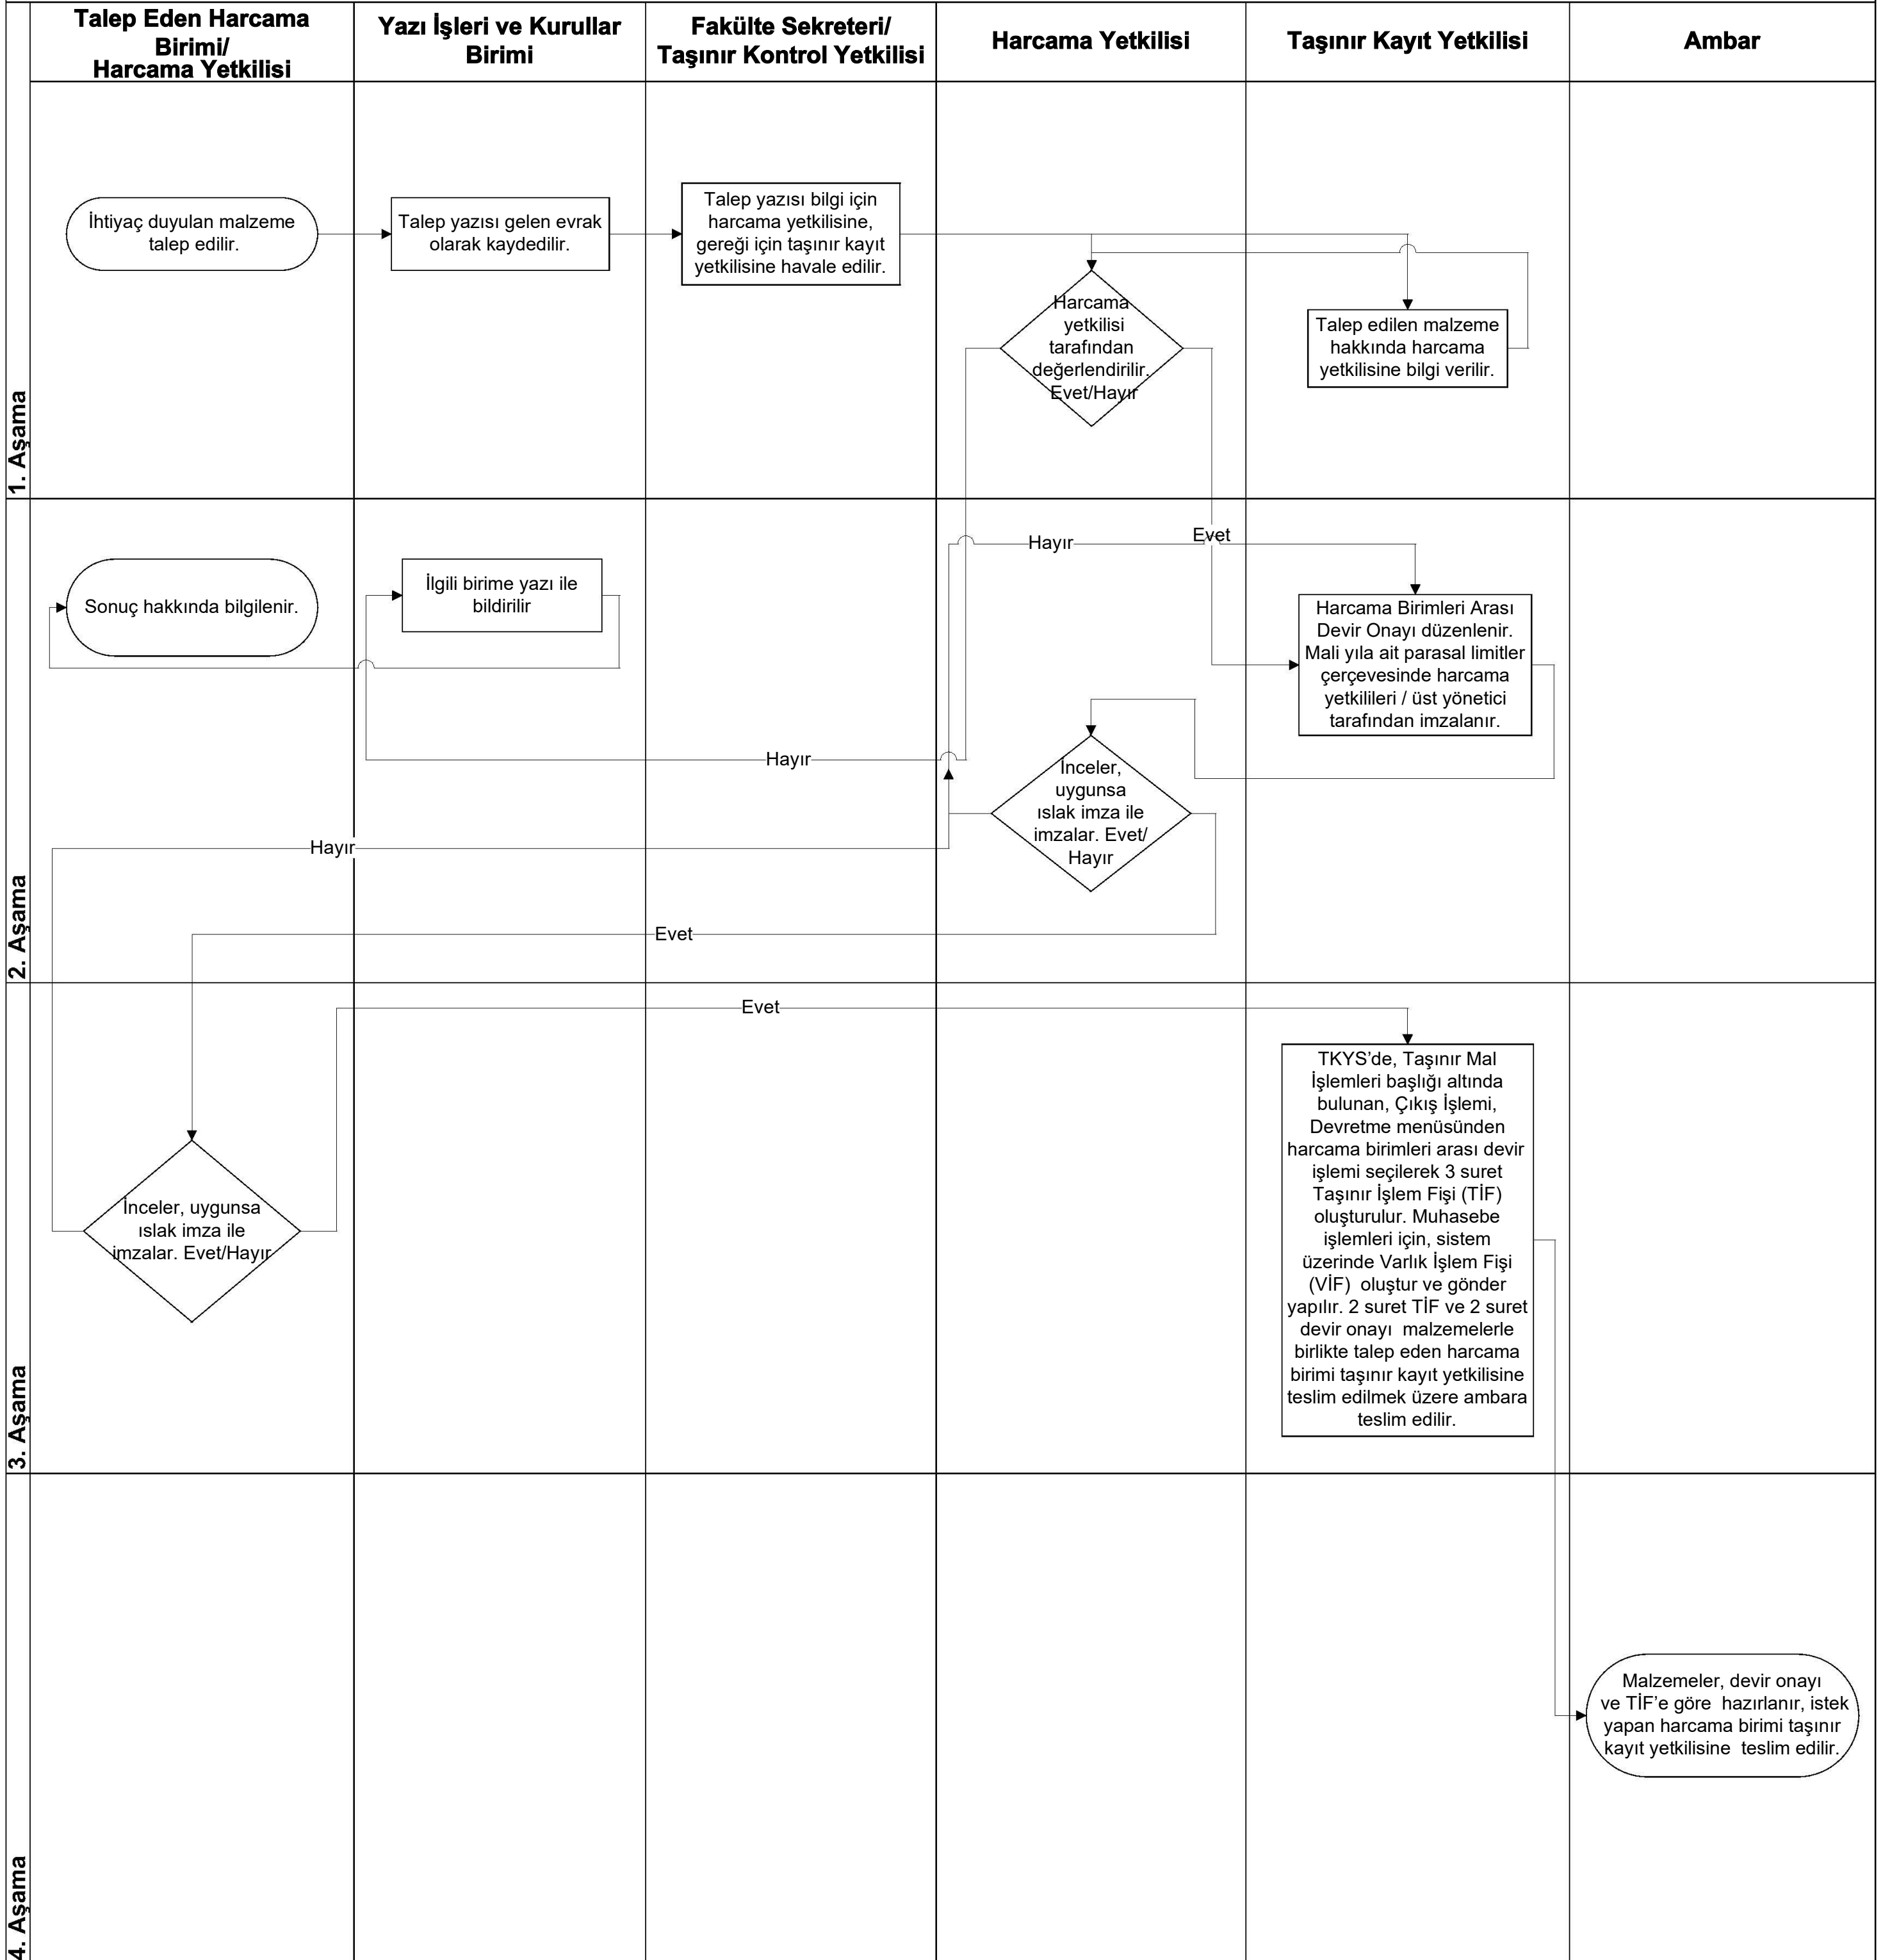 Talep Eden Harcama
Birimi/
Harcama Yetkilisi
Yazı İşleri ve Kurullar
Birimi
Fakülte Sekreteri/
Taşınır Kontrol Yetkilisi
Harcama Yetkilisi
Taşınır Kayıt Yetkilisi
Ambar
1. Aşama
İhtiyaç duyulan malzeme
talep edilir.
Talep yazısı gelen evrak
olarak kaydedilir.
Talep yazısı bilgi için
harcama yetkilisine,
gereği için taşınır kayıt
yetkilisine havale edilir.
Harcama
yetkilisi
tarafından
değerlendirilir.
Evet/Hayır
Talep edilen malzeme
hakkında harcama
yetkilisine bilgi verilir.
2. Aşama
Sonuç hakkında bilgilenir.
İlgili birime yazı ile
bildirilir
Hayır
Evet
Harcama Birimleri Arası
Devir Onayı düzenlenir.
Mali yıla ait parasal limitler
çerçevesinde harcama
yetkilileri / üst yönetici
tarafından imzalanır.
Hayır
İnceler,
uygunsa
ıslak imza ile
imzalar. Evet/
Hayır
Hayır
Evet
3. Aşama
Evet
İnceler, uygunsa
ıslak imza ile
imzalar. Evet/Hayır
TKYS’de, Taşınır Mal
İşlemleri başlığı altında
bulunan, Çıkış İşlemi,
Devretme menüsünden
harcama birimleri arası devir
işlemi seçilerek 3 suret
Taşınır İşlem Fişi (TİF)
oluşturulur. Muhasebe
işlemleri için, sistem
üzerinde Varlık İşlem Fişi
(VİF) oluştur ve gönder
yapılır. 2 suret TİF ve 2 suret
devir onayı malzemelerle
birlikte talep eden harcama
birimi taşınır kayıt yetkilisine
teslim edilmek üzere ambara
teslim edilir.
4. Aşama
Malzemeler, devir onayı
ve TİF’e göre hazırlanır, istek
yapan harcama birimi taşınır
kayıt yetkilisine teslim edilir.